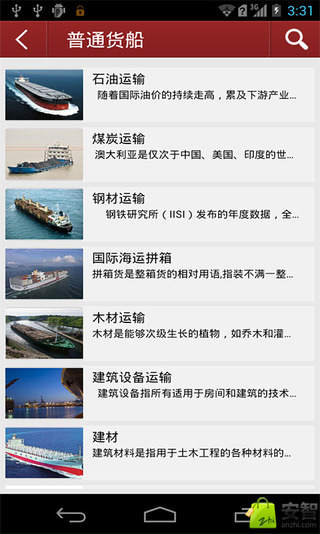 3G
3:31
普通货船
石油运输
随着国际油价的持续走高，累及下游产业...
煤炭运输
澳大利亚是仅次于中国、美国、印度的世...
钢材运输
钢铁研究所（IISI）发布的年度数据，全...
国际海运拼箱
拼箱货是整箱货的相对用语,指装不满一整...
木材运输
木材是能够次级生长的植物，如乔木和灌...
建筑设备运输
建筑设备指所有适用于房间和建筑的技术...
建材
建筑材料是指用于土木工程的各种材料的...
安智
anzhi.com